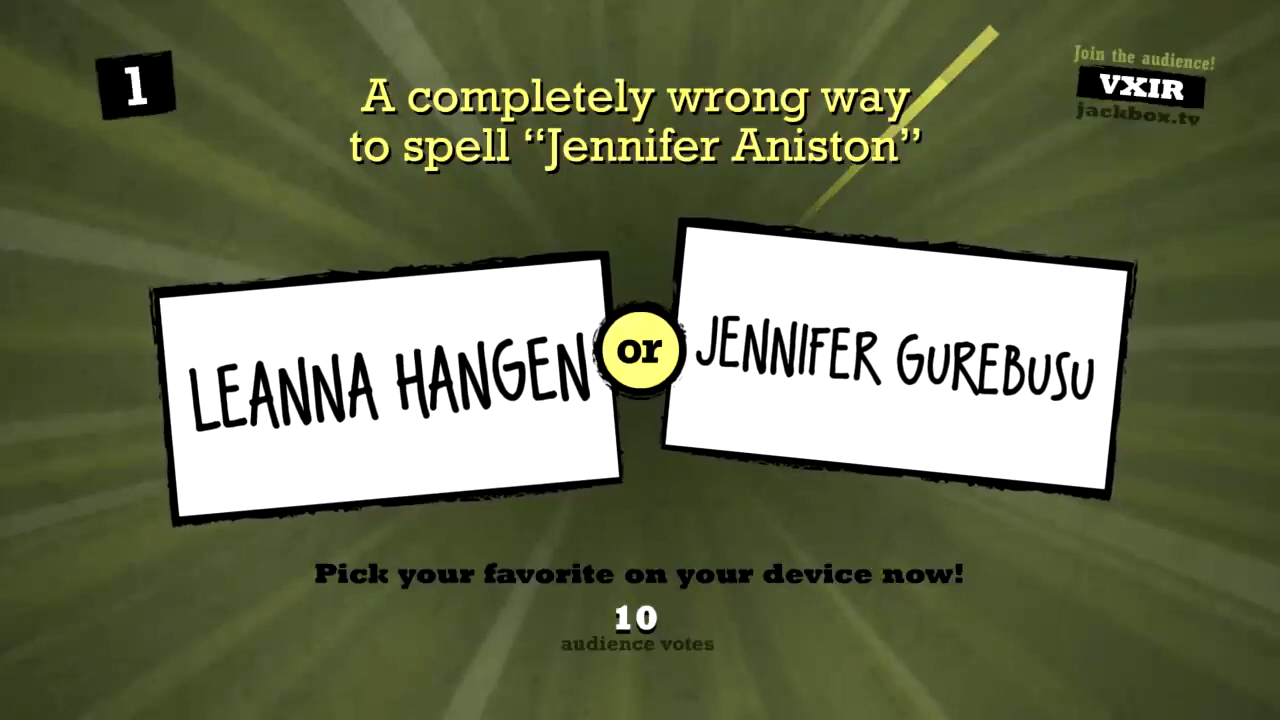 1
Join the audience!
VXIR
jackbox.tv
A completely wrong way
to spell “Jennifer Aniston”
LEANNA HANGEN
or
JENNIFER GUREBUSU
Pick your favorite on your device now!
10
audience votes